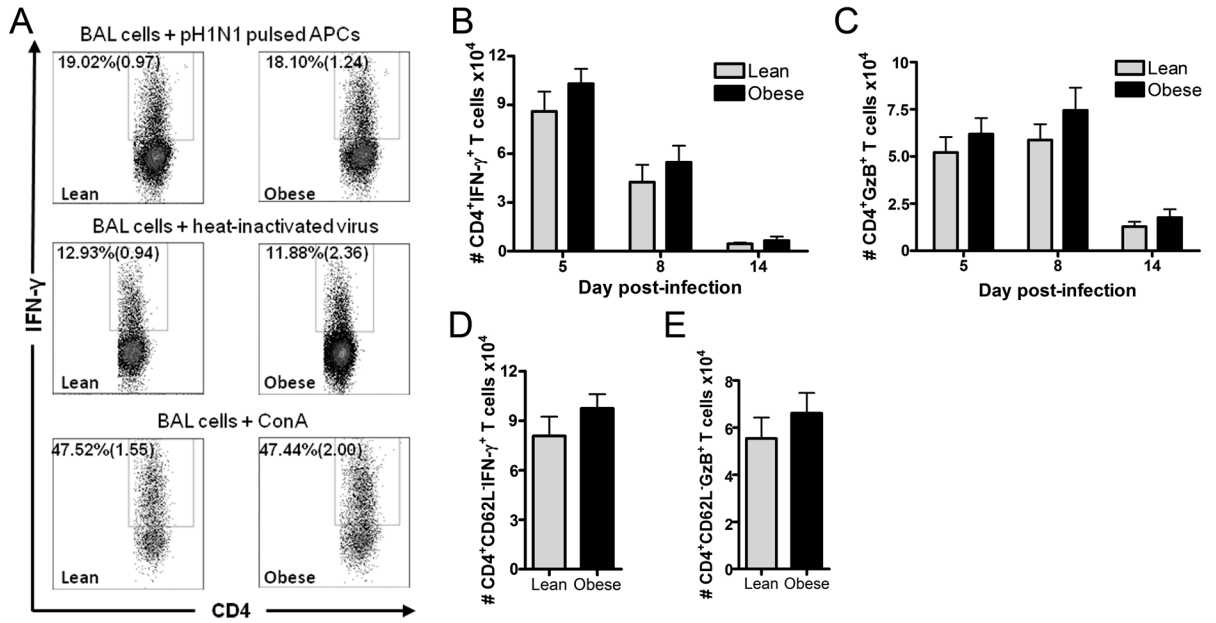 A
BAL cells + pH1N1 pulsed APCs
19.02%(0.97)
18.10%(1.24)
Lean
Obese
BAL cells + heat-inactivated virus
12.93%(0.94)
11.88%(2.36)
Lean
Obese
BAL cells + ConA
47.52%(1.55)
47.44%(2.00)
Lean
Obese
IFN-γ
CD4
B
# CD4⁺IFN-γ⁺ T cells x10⁴
12
9
6
3
0
Lean
Obese
5 8 14
Day post-infection
C
# CD4⁺GzB⁺ T cells x10⁴
10
7.5
5.0
2.5
0
Lean
Obese
5 8 14
Day post-infection
D
# CD4⁺CD62L⁻IFN-γ⁺ T cells x10⁴
12
9
6
3
0
Lean Obese
E
# CD4⁺CD62L⁻GzB⁺ T cells x10⁴
8
6
4
2
0
Lean Obese